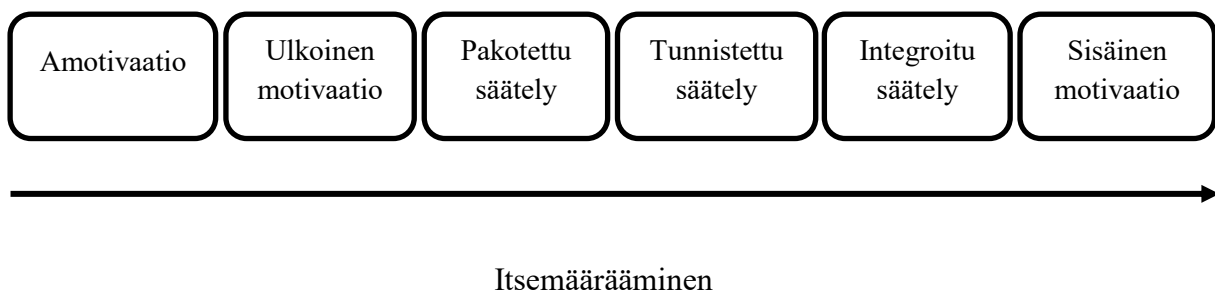 Amotivaatio
Ulkoinen
motivaatio
Pakotettu
säätely
Tunnistettu
säätely
Integroitu
säätely
Sisäinen
motivaatio
Itsemäärääminen